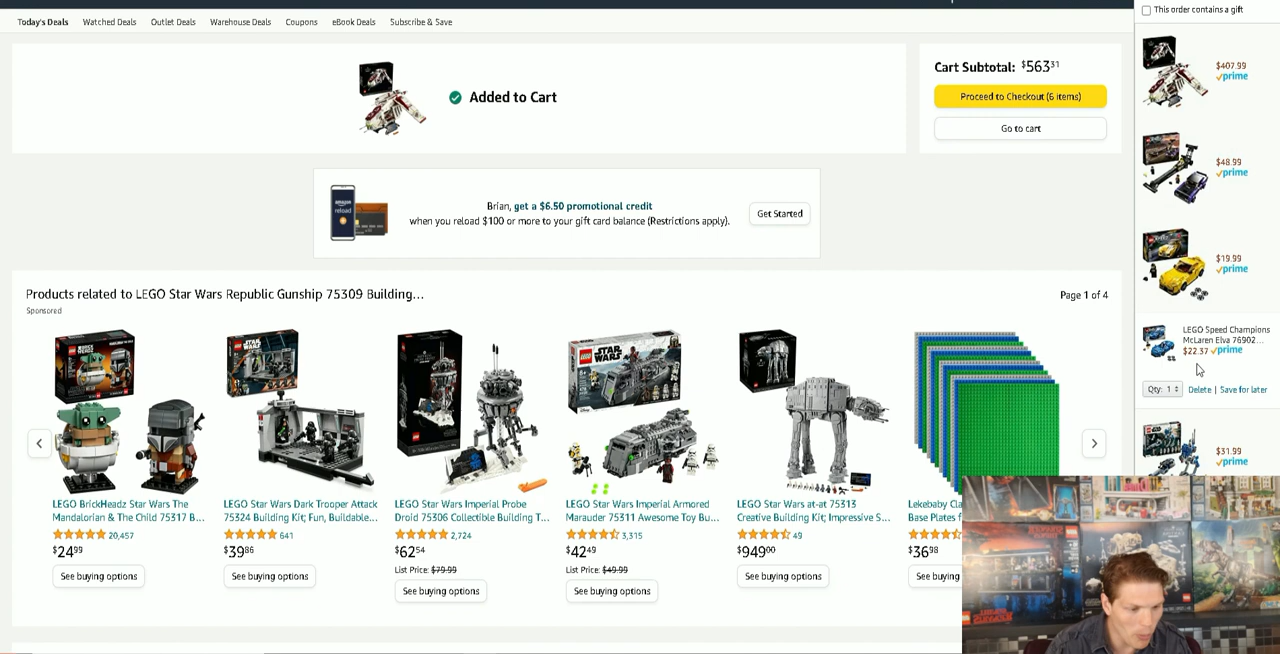 Today's Deals Watched Deals Outlet Deals Warehouse Deals Coupons eBook Deals Subscribe & Save
This order contains a gift
Added to Cart
Cart Subtotal: $563.31
Proceed to Checkout (6 items)
Go to cart
$407.99
prime
$48.99
prime
$19.99
prime
LEGO Speed Champions
McLaren Elva 76902...
$22.37 prime
Qty: 1 Delete | Save for later
$31.99
prime
amazon
reload
Brian, get a $6.50 promotional credit
when you reload $100 or more to your gift card balance (Restrictions apply).
Get Started
Products related to LEGO Star Wars Republic Gunship 75309 Building...
Page 1 of 4
Sponsored
LEGO BrickHeadz Star Wars The
Mandalorian & The Child 75317 B...
20,457
$24.99
See buying options
LEGO Star Wars Dark Trooper Attack
75324 Building Kit; Fun, Buildable...
641
$39.86
See buying options
LEGO Star Wars Imperial Probe
Droid 75306 Collectible Building T...
2,724
$62.54
List Price: $79.99
See buying options
LEGO Star Wars Imperial Armored
Marauder 75311 Awesome Toy Bu...
3,315
$42.49
List Price: $49.99
See buying options
LEGO Star Wars at-at 75313
Creative Building Kit; Impressive S...
49
$949.00
See buying options
Lekebaby Cla
Base Plates f
$36.98
See buyin